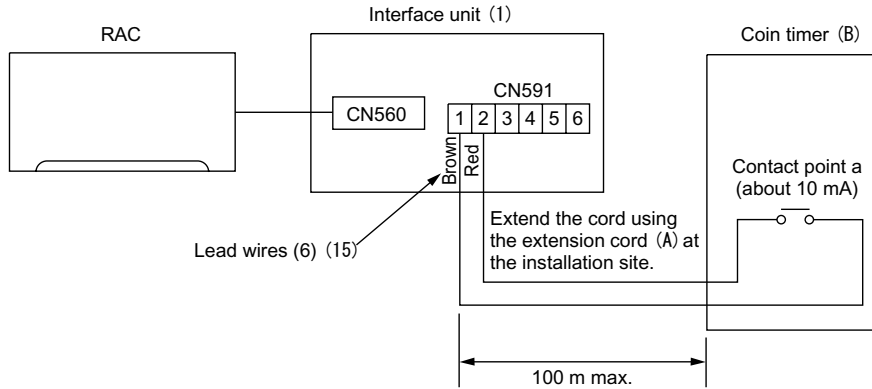 Interface unit (1)
RAC
Coin timer (B)
CN591
CN560
1 2 3 4 5 6
Brown
Red
Contact point a
(about 10 mA)
Extend the cord using
the extension cord (A) at
the installation site.
Lead wires (6) (15)
100 m max.